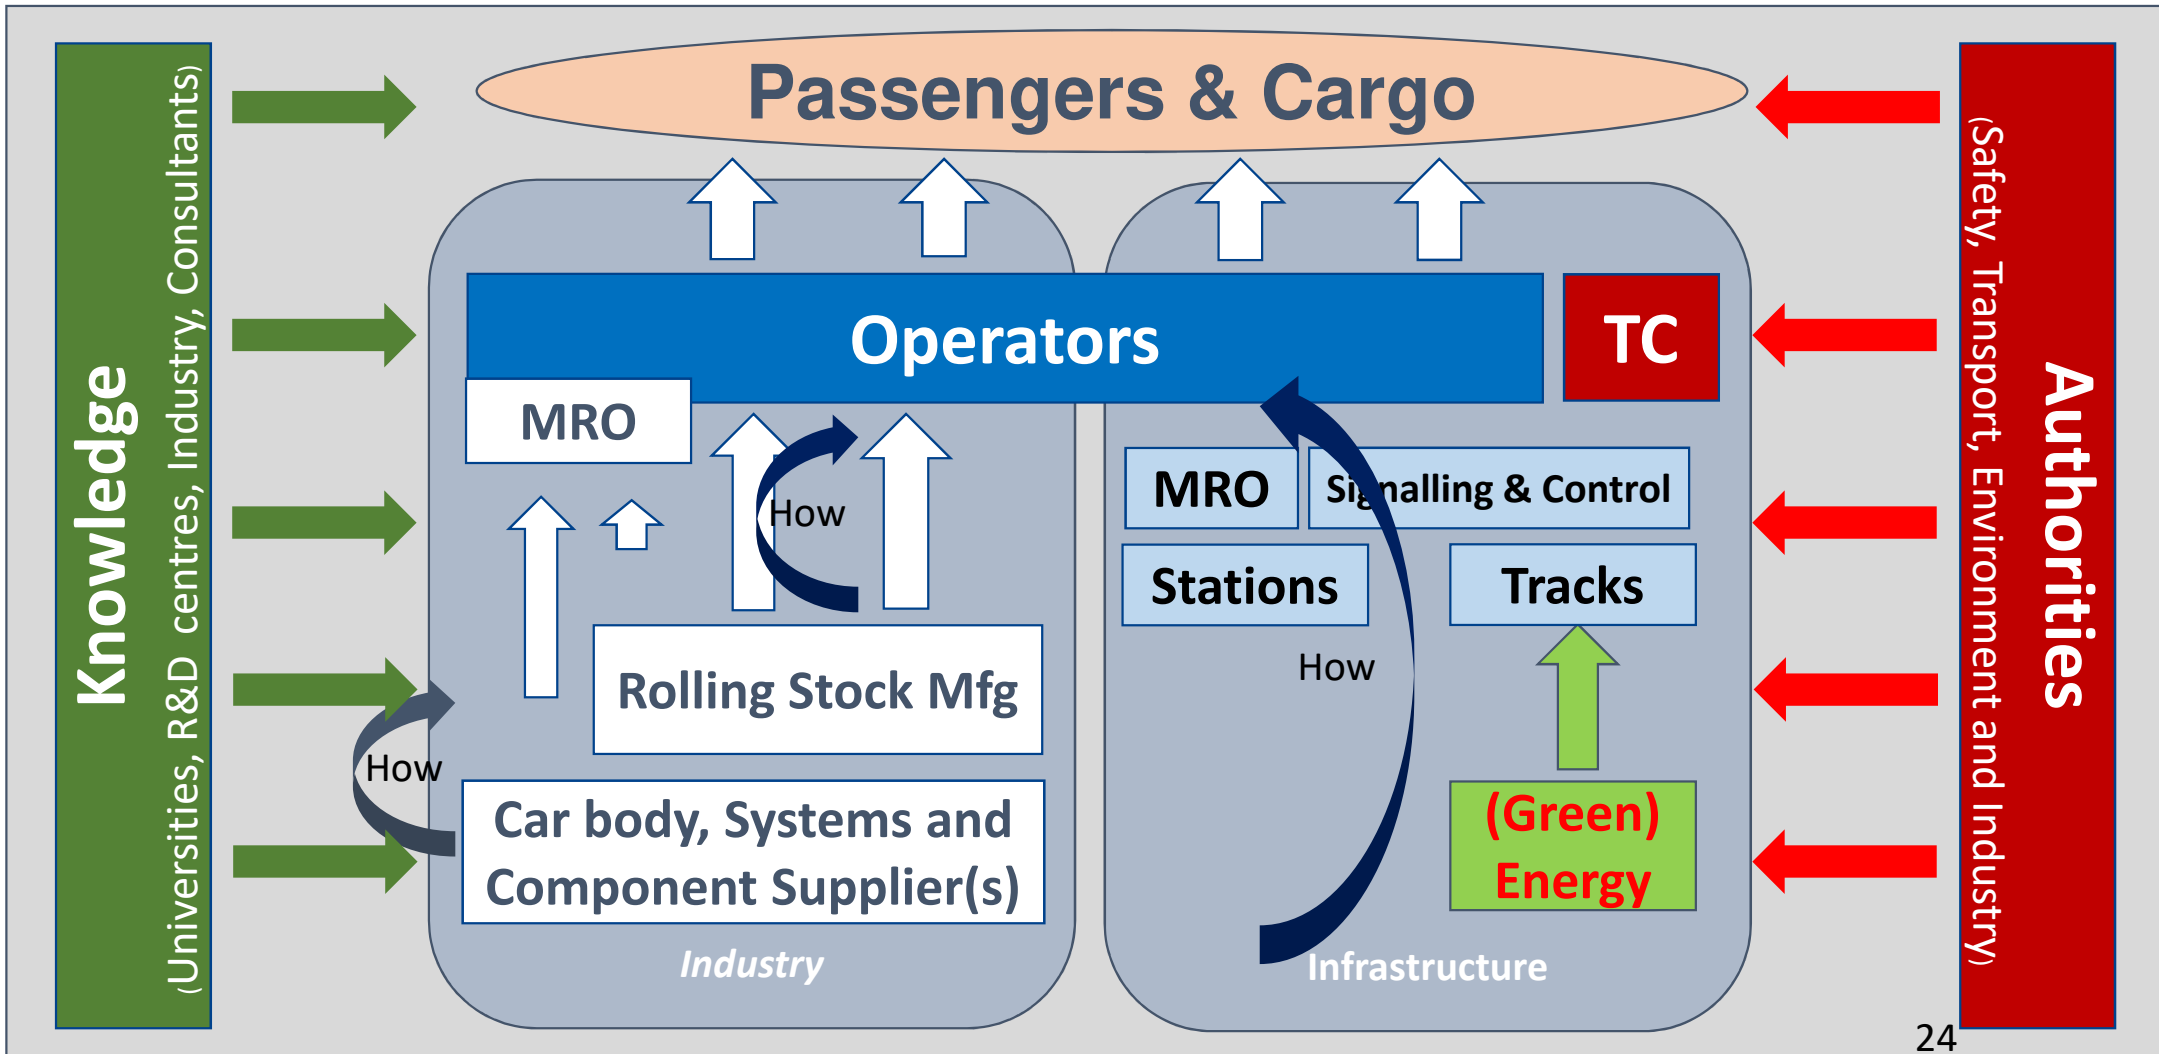 Passengers & Cargo
Knowledge
(Universities, R&D centres, Industry, Consultants)
Operators
TC
MRO
How
Rolling Stock Mfg
How
Car body, Systems and
Component Supplier(s)
Industry
MRO
Signalling & Control
Stations
Tracks
How
(Green)
Energy
Infrastructure
Authorities
(Safety, Transport, Environment and Industry)
24